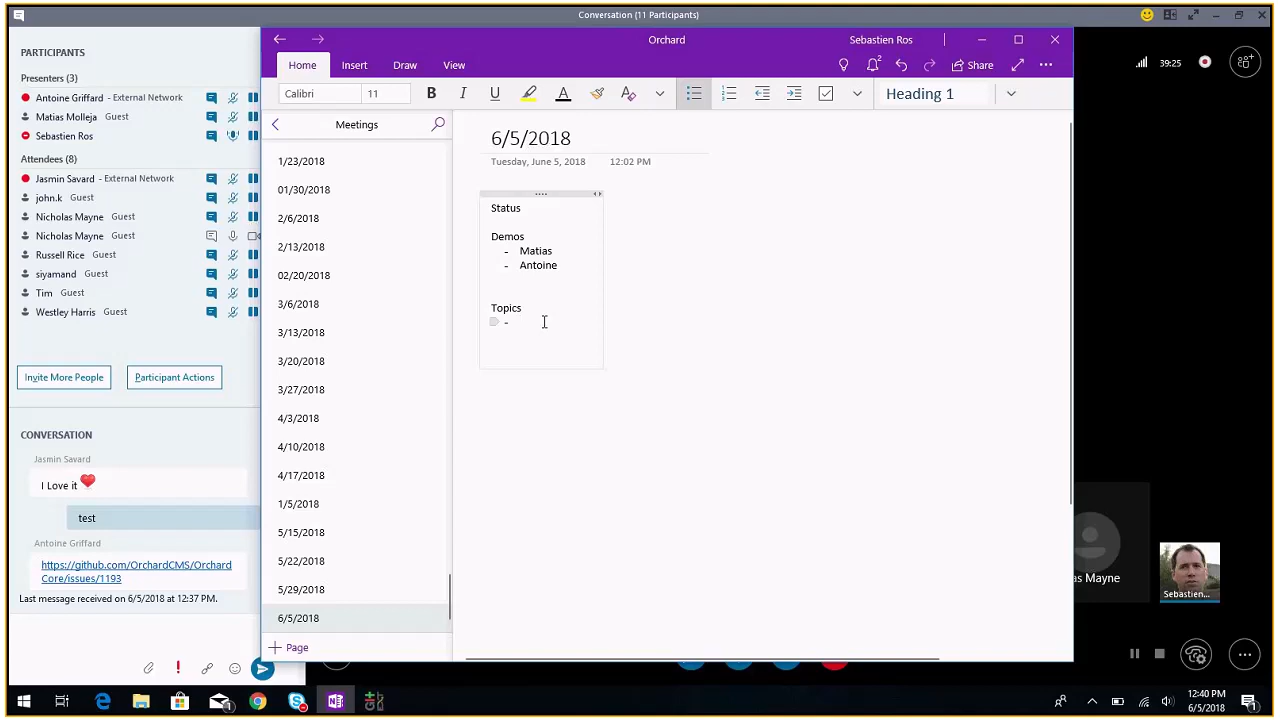 Conversation (11 Participants)
PARTICIPANTS
Presenters (3)
Antoine Griffard - External Network
Matias Molleja Guest
Sebastien Ros
Attendees (8)
Jasmin Savard - External Network
john.k Guest
Nicholas Mayne Guest
Nicholas Mayne Guest
Russell Rice Guest
siyamand Guest
Tim Guest
Westley Harris Guest
Invite More People
Participant Actions
CONVERSATION
Jasmin Savard
I Love it
test
Antoine Griffard
https://github.com/OrchardCMS/Orchard
Core/issues/1193
Last message received on 6/5/2018 at 12:37 PM.
Orchard
Sebastien Ros
Home Insert Draw View
2
Share
Calibri 11 B I U A A Heading 1
Meetings
1/23/2018
01/30/2018
2/6/2018
2/13/2018
02/20/2018
3/6/2018
3/13/2018
3/20/2018
3/27/2018
4/3/2018
4/10/2018
4/17/2018
1/5/2018
5/15/2018
5/22/2018
5/29/2018
6/5/2018
+ Page
6/5/2018
Tuesday, June 5, 2018 12:02 PM
Status
Demos
- Matias
- Antoine
Topics
-
39:25
as Mayne
Sebastien...
12:40 PM
6/5/2018